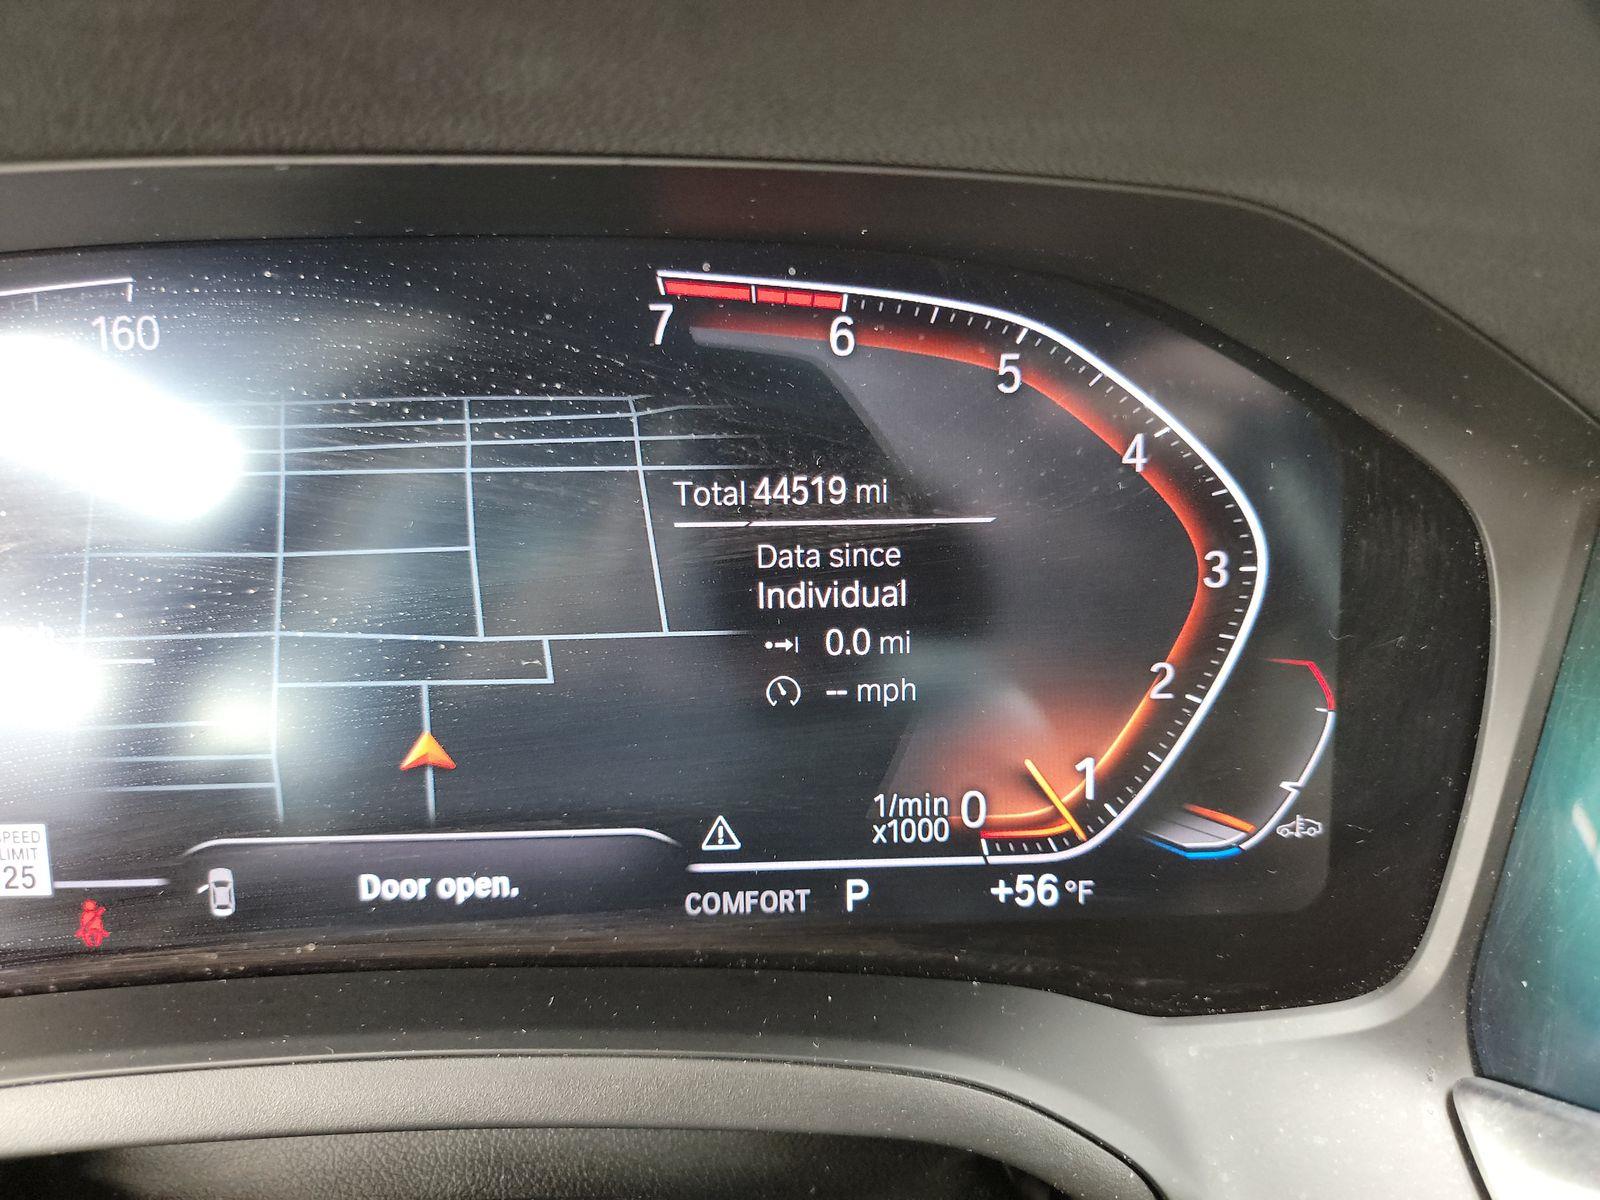 160
7
6
5
4
3
2
1
0
Total 44519 mi
Data since
Individual
0.0 mi
-- mph
1/min
x1000
SPEED
LIMIT
25
Door open.
COMFORT P +56 °F